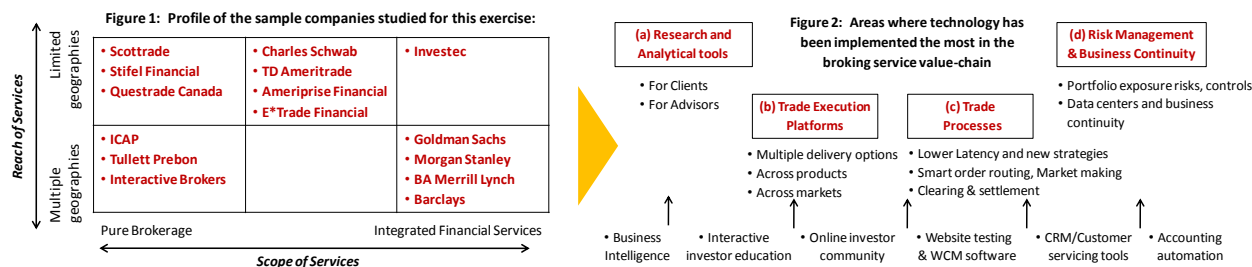 Figure 1:  Profile of the sample companies studied for this exercise:
Reach of Services
Limited
geographies
• Scottrade
• Stifel Financial
• Questrade Canada
• Charles Schwab
• TD Ameritrade
• Ameriprise Financial
• E*Trade Financial
• Investec
Multiple
geographies
• ICAP
• Tullett Prebon
• Interactive Brokers
• Goldman Sachs
• Morgan Stanley
• BA Merrill Lynch
• Barclays
Pure Brokerage
Integrated Financial Services
Scope of Services
Figure 2:  Areas where technology has
been implemented the most in the
broking service value-chain
(a) Research and
Analytical tools
• For Clients
• For Advisors
(b) Trade Execution
Platforms
• Multiple delivery options
• Across products
• Across markets
(c) Trade
Processes
• Lower Latency and new strategies
• Smart order routing, Market making
• Clearing & settlement
(d) Risk Management
& Business Continuity
• Portfolio exposure risks, controls
• Data centers and business
continuity
• Business
Intelligence
• Interactive
investor education
• Online investor
community
• Website testing
& WCM software
• CRM/Customer
servicing tools
• Accounting
automation